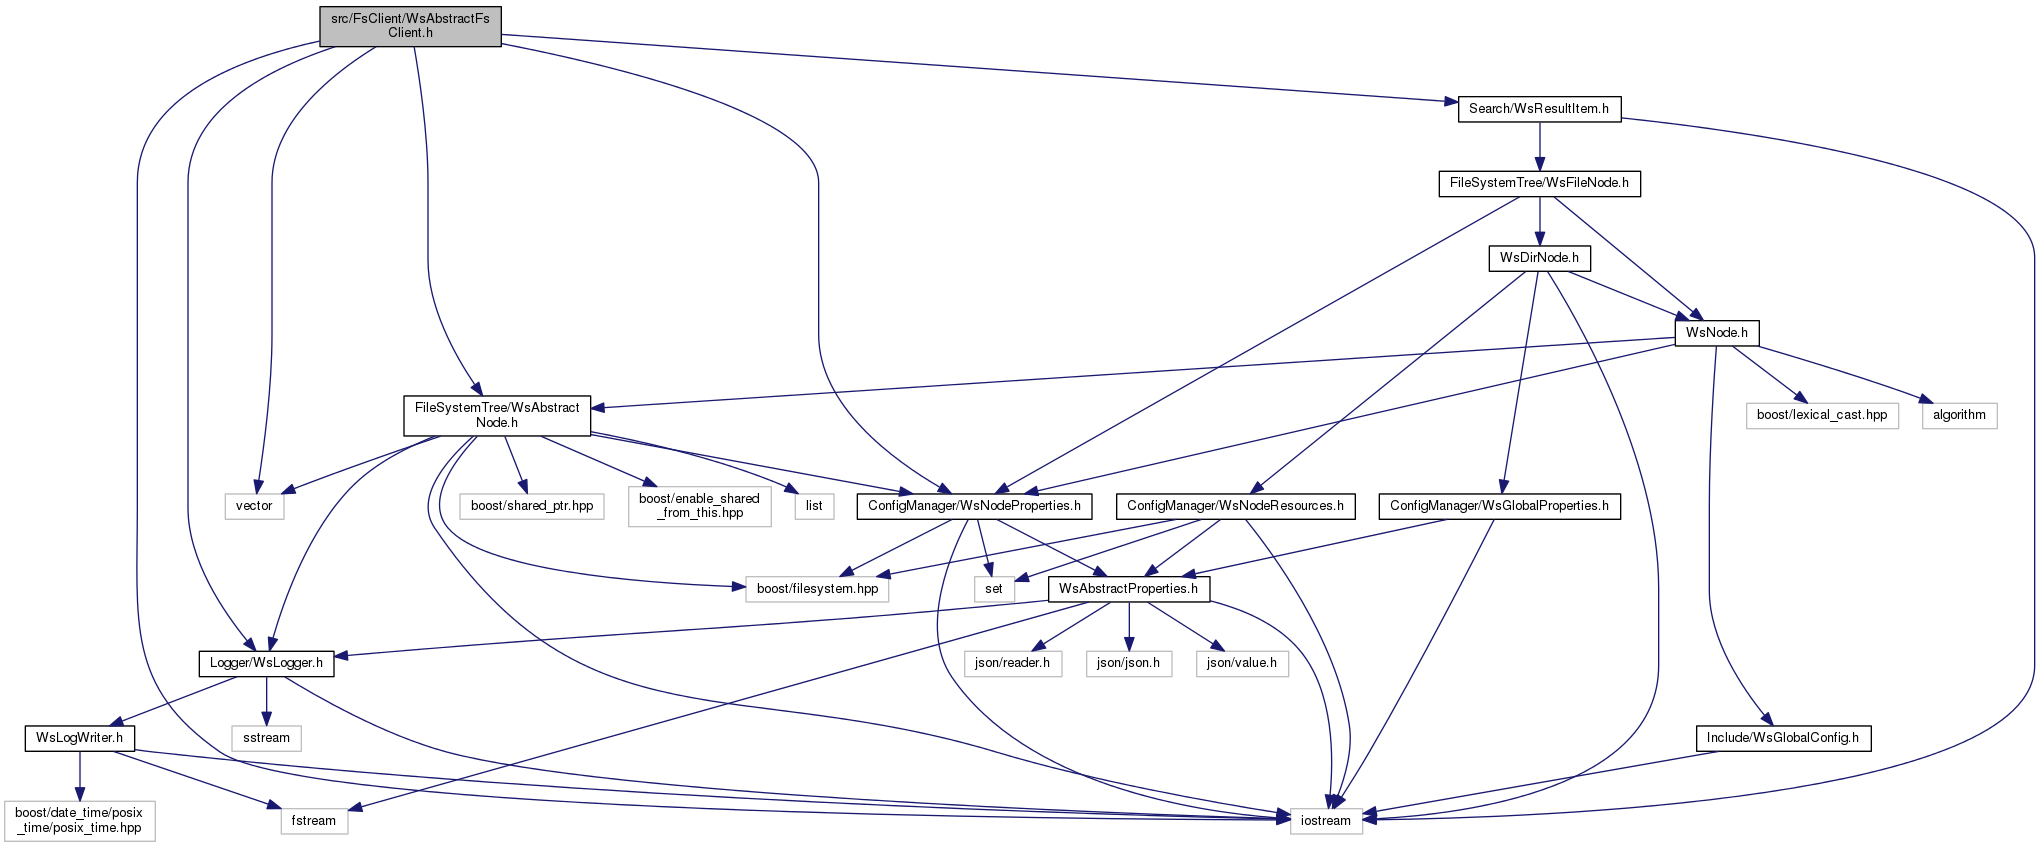 src/FsClient/WsAbstractFs
Client.h
Search/WsResultItem.h
FileSystemTree/WsFileNode.h
WsDirNode.h
WsNode.h
FileSystemTree/WsAbstract
Node.h
boost/lexical_cast.hpp
algorithm
vector
boost/shared_ptr.hpp
boost/enable_shared
_from_this.hpp
list
ConfigManager/WsNodeProperties.h
ConfigManager/WsNodeResources.h
ConfigManager/WsGlobalProperties.h
boost/filesystem.hpp
set
WsAbstractProperties.h
Logger/WsLogger.h
json/reader.h
json/json.h
json/value.h
WsLogWriter.h
sstream
Include/WsGlobalConfig.h
boost/date_time/posix
_time/posix_time.hpp
fstream
iostream